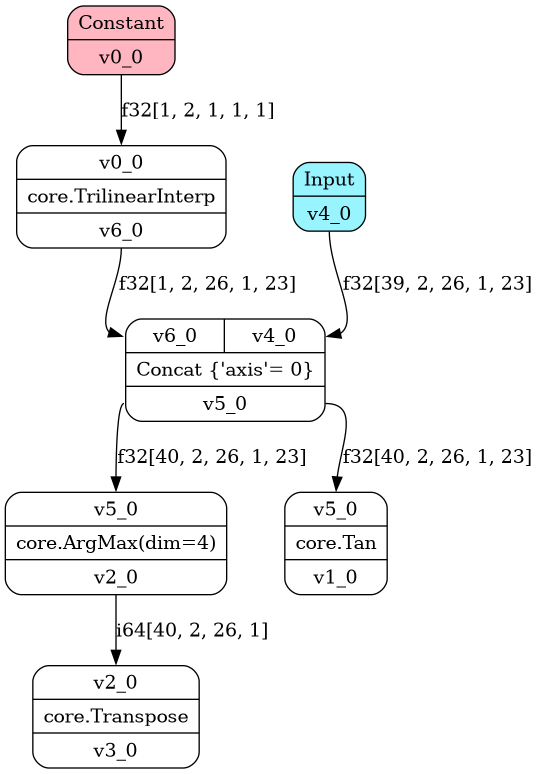 Constant
v0_0
f32[1, 2, 1, 1, 1]
v0_0
core.TrilinearInterp
v6_0
Input
v4_0
f32[1, 2, 26, 1, 23]
f32[39, 2, 26, 1, 23]
v6_0 v4_0
Concat {'axis'= 0}
v5_0
f32[40, 2, 26, 1, 23]
f32[40, 2, 26, 1, 23]
v5_0
core.ArgMax(dim=4)
v2_0
v5_0
core.Tan
v1_0
i64[40, 2, 26, 1]
v2_0
core.Transpose
v3_0